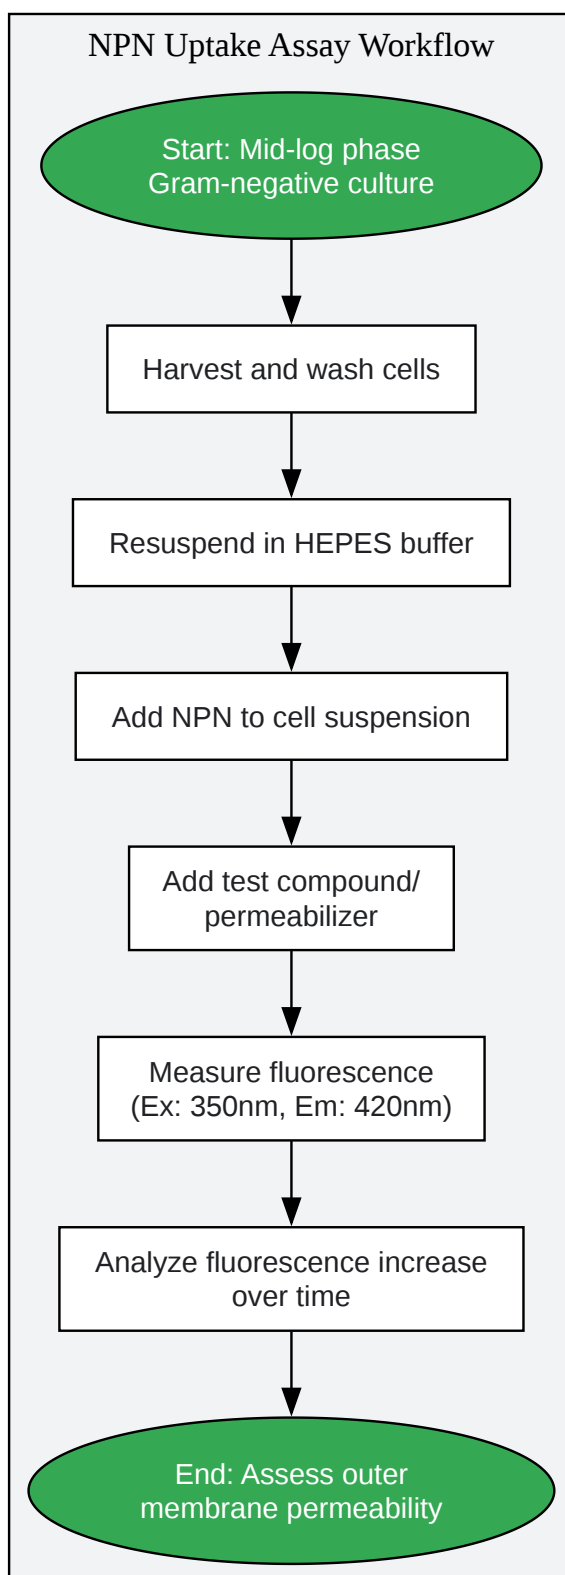 NPN Uptake Assay Workflow
Start: Mid-log phase
Gram-negative culture
Harvest and wash cells
Resuspend in HEPES buffer
Add NPN to cell suspension
Add test compound/
permeabilizer
Measure fluorescence
(Ex: 350nm, Em: 420nm)
Analyze fluorescence increase
over time
End: Assess outer
membrane permeability